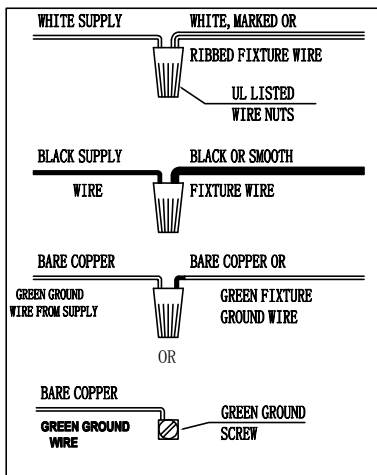 WHITE SUPPLY
WHITE, MARKED OR
RIBBED FIXTURE WIRE
UL LISTED
WIRE NUTS
BLACK SUPPLY
WIRE
BLACK OR SMOOTH
FIXTURE WIRE
BARE COPPER
GREEN GROUND
WIRE FROM SUPPLY
BARE COPPER OR
GREEN FIXTURE
GROUND WIRE
OR
BARE COPPER
GREEN GROUND
WIRE
GREEN GROUND
SCREW